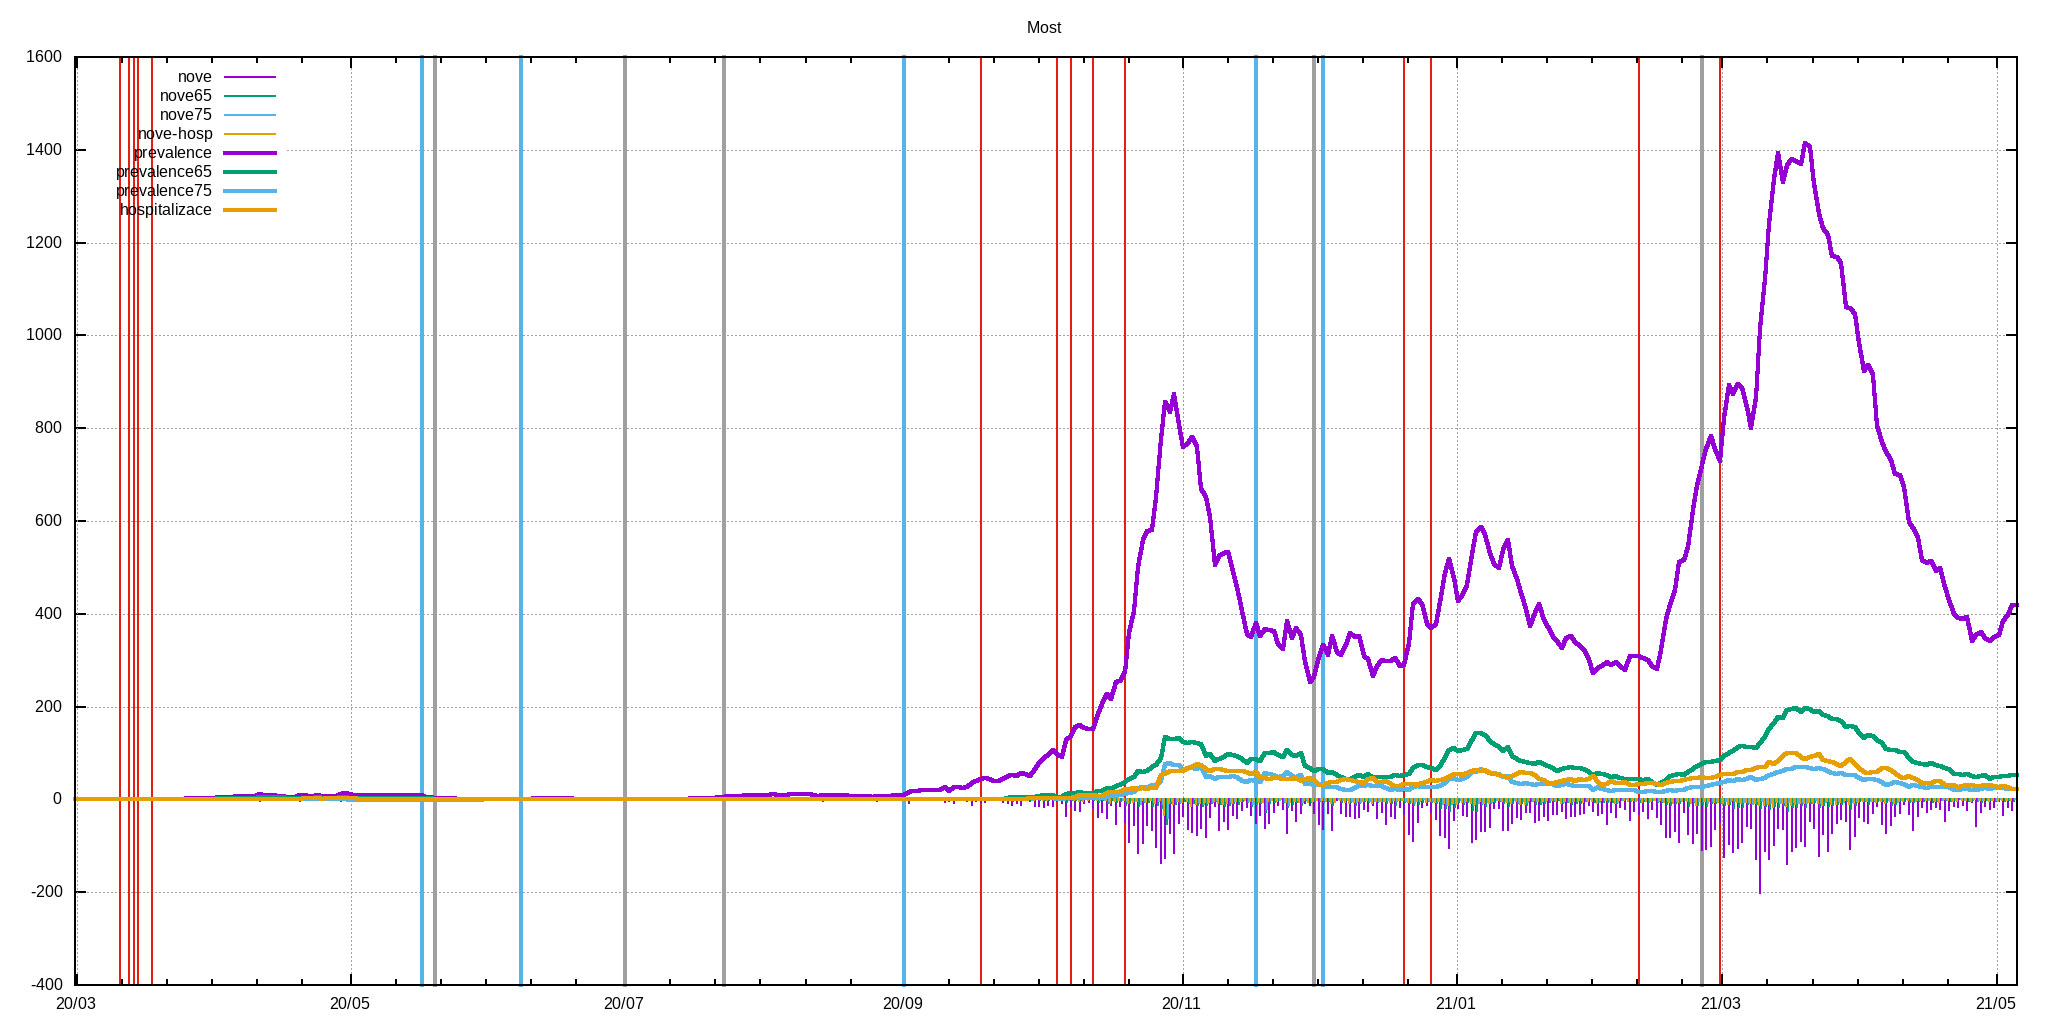 Most
1600
1400
1200
1000
800
600
400
200
0
-200
-400
nove
nove65
nove75
nove-hosp
prevalence
prevalence65
prevalence75
hospitalizace
20/03 20/05 20/07 20/09 20/11 21/01 21/03 21/05